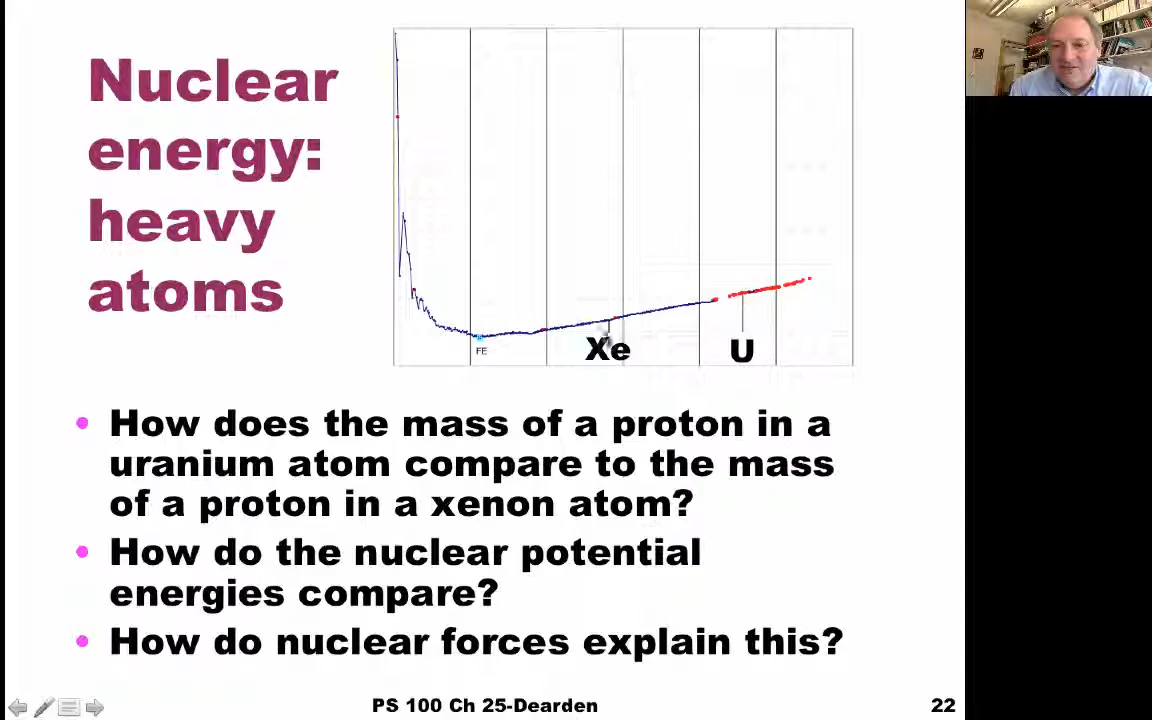 Nuclear
energy:
heavy
atoms
FE
Xe
U
• How does the mass of a proton in a
uranium atom compare to the mass
of a proton in a xenon atom?
• How do the nuclear potential
energies compare?
• How do nuclear forces explain this?
PS 100 Ch 25-Dearden
22